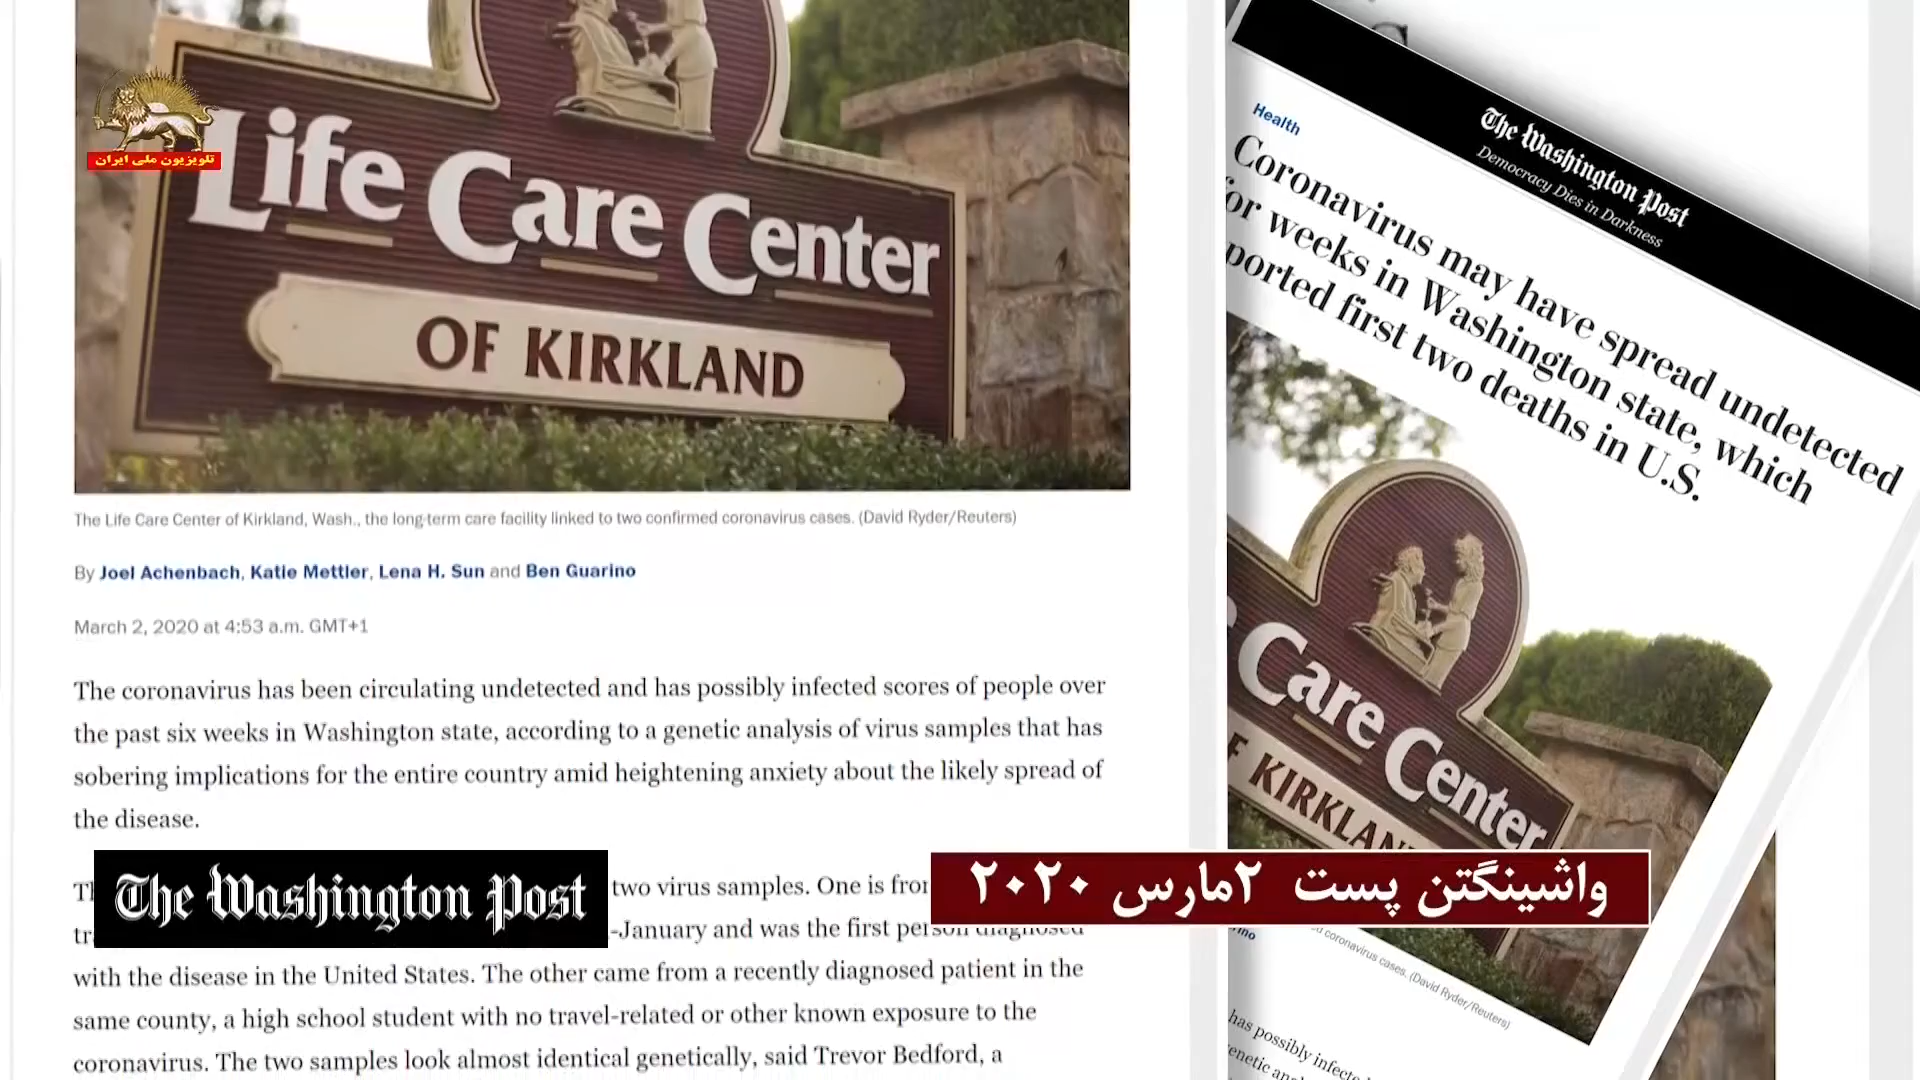 Life Care Center
OF KIRKLAND
تلویزیون ملی ایران
The Life Care Center of Kirkland, Wash., the long-term care facility linked to two confirmed coronavirus cases. (David Ryder/Reuters)
By Joel Achenbach, Katie Mettler, Lena H. Sun and Ben Guarino
March 2, 2020 at 4:53 a.m. GMT+1
The coronavirus has been circulating undetected and has possibly infected scores of people over
the past six weeks in Washington state, according to a genetic analysis of virus samples that has
sobering implications for the entire country amid heightening anxiety about the likely spread of
the disease.
two virus samples. One is
-January and was the first person diagnosed
with the disease in the United States. The other came from a recently diagnosed patient in the
same county, a high school student with no travel-related or other known exposure to the
coronavirus. The two samples look almost identical genetically, said Trevor Bedford, a
The Washington Post
The Washington Post
Democracy Dies in Darkness
Health
Coronavirus may have spread undetected
for weeks in Washington state, which
ported first two deaths in U.S.
Care Center
F KIRKLAN
واشینگتن پست ۲مارس ۲۰۲۰
coronavirus cases. (David Ryder/Reuters)
has possibly